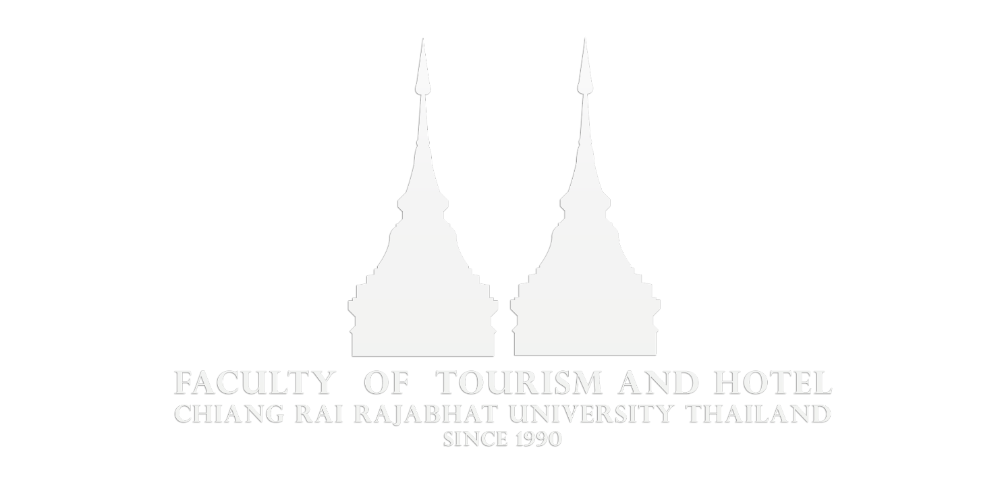 FACULTY OF TOURISM AND HOTEL
CHIANG RAI RAJABHAT UNIVERSITY THAILAND
SINCE 1990